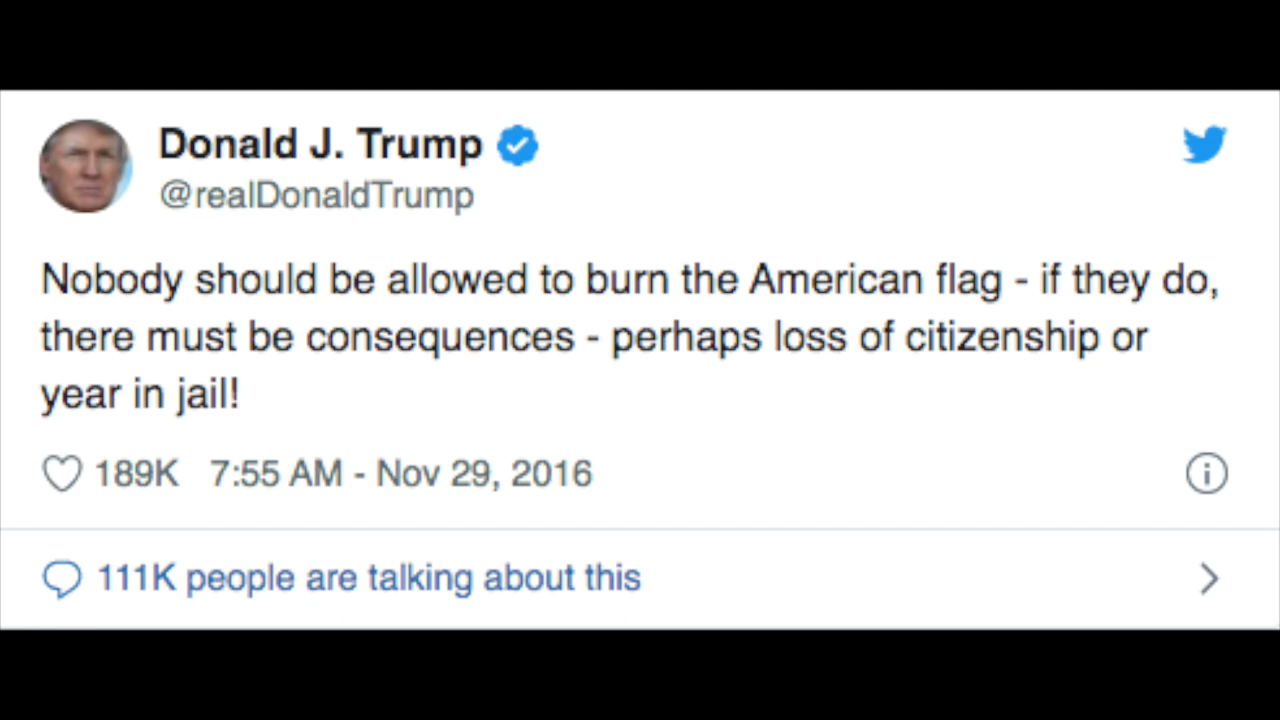 Donald J. Trump
@realDonaldTrump
Nobody should be allowed to burn the American flag - if they do,
there must be consequences - perhaps loss of citizenship or
year in jail!
189K 7:55 AM - Nov 29, 2016
111K people are talking about this